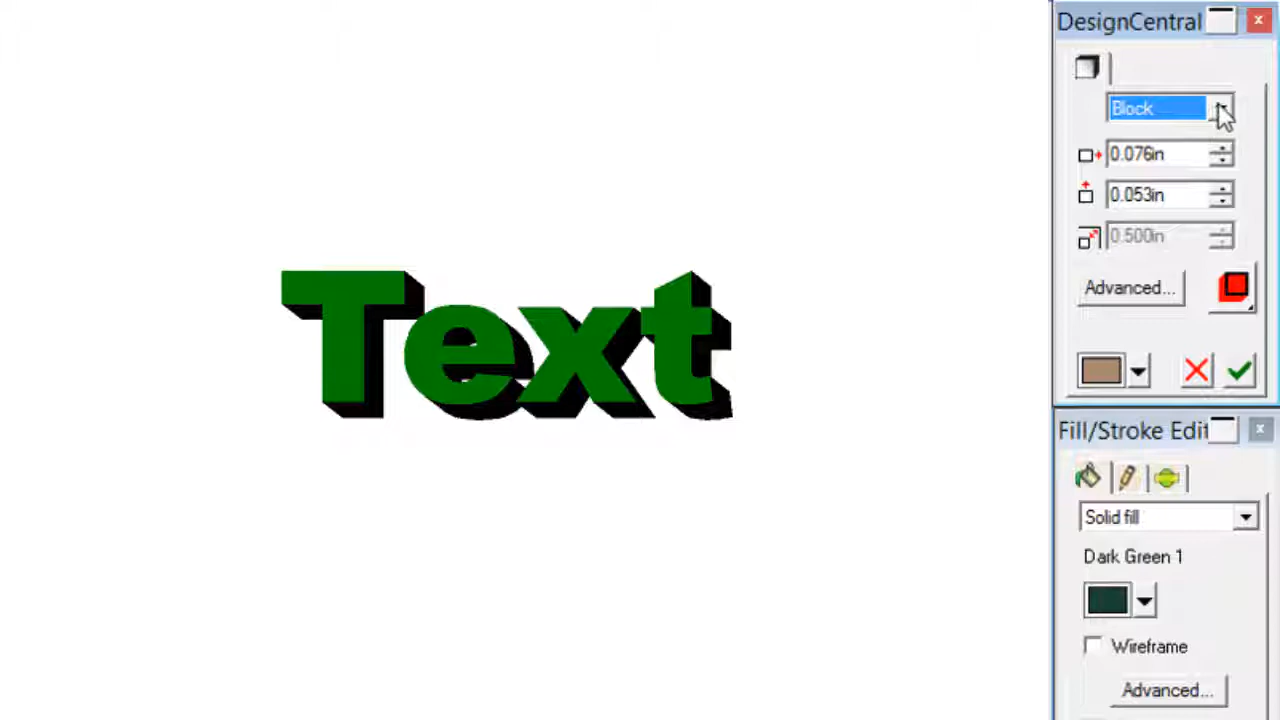 DesignCentral
Block
0.076in
0.053in
0.500in
Advanced...
Text
Fill/Stroke Edit
Solid fill
Dark Green 1
Wireframe
Advanced...